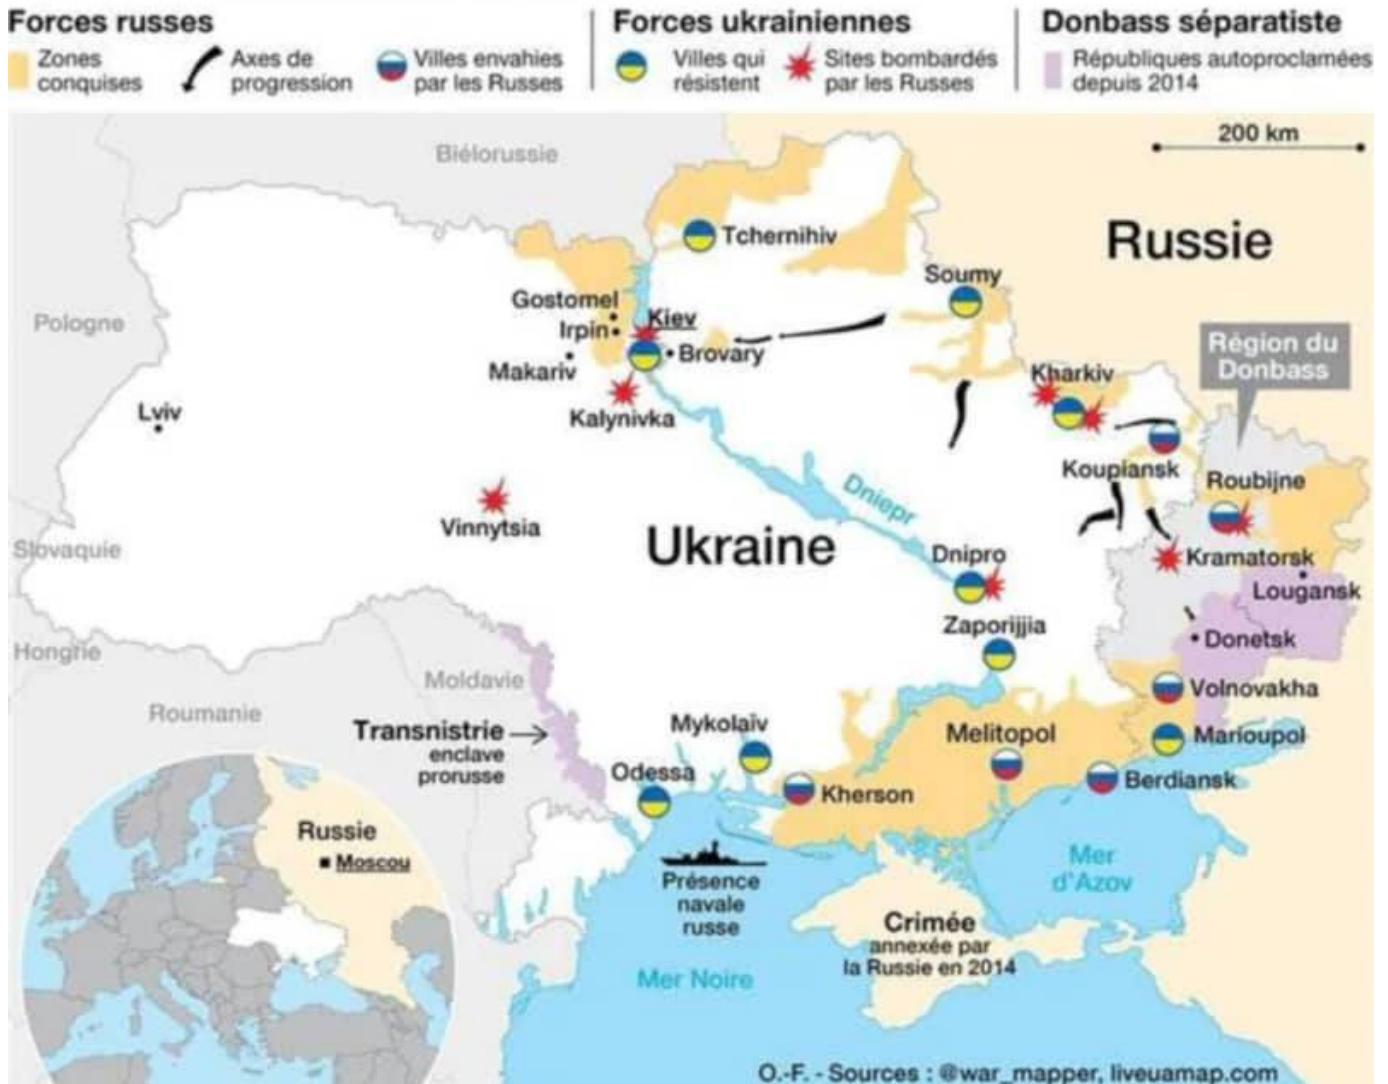 Forces russes
Zones
conquises
Axes de
progression
Villes envahies
par les Russes
Forces ukrainiennes
Villes qui
résistent
Sites bombardés
par les Russes
Donbass séparatiste
Républiques autoproclamées
depuis 2014
200 km
Biélorussie
Russie
Tchernihiv
Soumy
Gostomel
Kiev
Irpin
Brovary
Makariv
Kalynivka
Pologne
Région du
Donbass
Kharkiv
Lviv
Koupiansk
Roubijne
Dniepr
Vinnytsia
Ukraine
Slovaquie
Dnipro
Kramatorsk
Lougansk
Zaporijjia
Donetsk
Hongrie
Moldavie
Volnovakha
Roumanie
Transnistrie
enclave
prorusse
Mykolaïv
Melitopol
Marioupol
Odessa
Kherson
Berdiansk
Russie
Moscou
Présence
navale
russe
Mer
d'Azov
Crimée
annexée par
la Russie en 2014
Mer Noire
O.-F. - Sources : @war_mapper, liveuamap.com